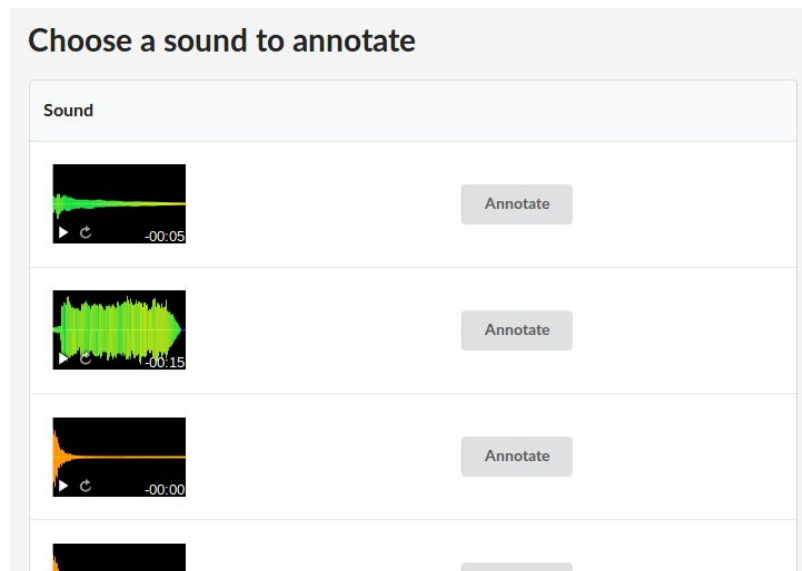 Choose a sound to annotate
Sound
-00:05
Annotate
-00:15
Annotate
-00:00
Annotate